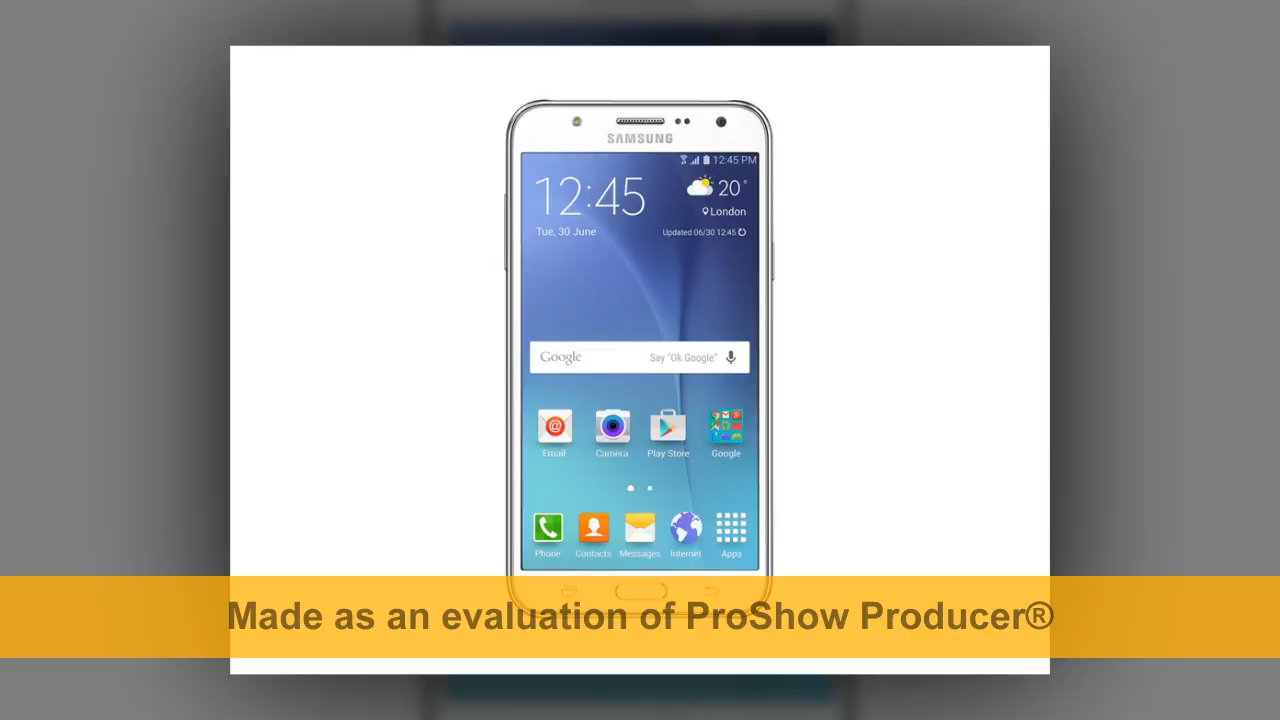 SAMSUNG
12:45 PM
12:45
20°
London
Tue, 30 June
Updated 06/30 12:45
Google
Say "Ok Google"
Email
Camera
Play Store
Google
Phone
Contacts
Messages
Internet
Apps
Made as an evaluation of ProShow Producer®